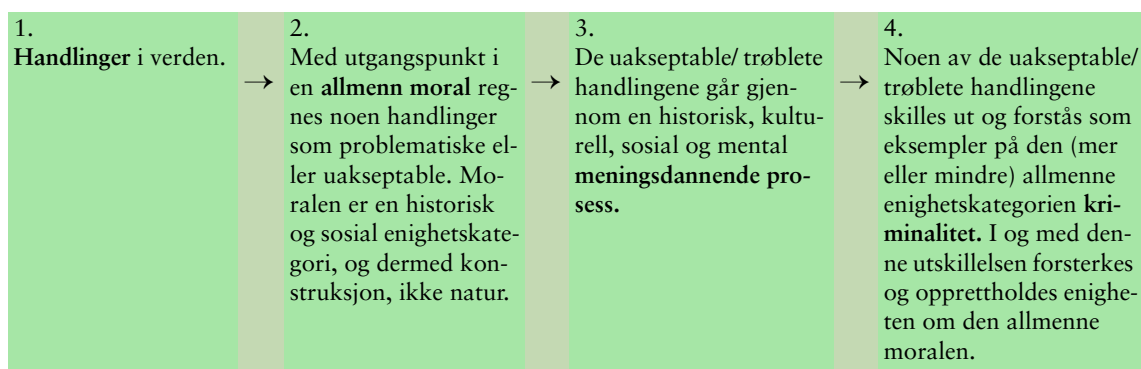 1.
Handlinger i verden.
→
2.
Med utgangspunkt i
en allmenn moral reg-
nes noen handlinger
som problematiske el-
ler uakseptable. Mo-
ralen er en historisk
og sosial enighetskate-
gori, og dermed kon-
struksjon, ikke natur.
→
3.
De uakseptable/ trøblete
handlingene går gjen-
nom en historisk, kultu-
rell, sosial og mental
meningsdannende pro-
sess.
→
4.
Noen av de uakseptable/
trøblete handlingene
skilles ut og forstås som
eksempler på den (mer
eller mindre) allmenne
enighetskategorien kri-
minalitet. I og med den-
ne utskillelsen forsterkes
og opprettholdes enighe-
ten om den allmenne
moralen.